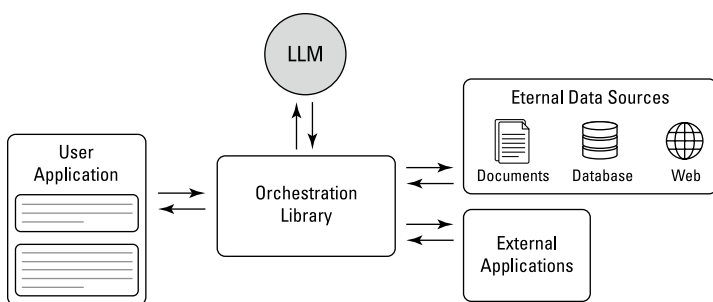 LLM
Eternal Data Sources
Documents Database Web
User
Application
Orchestration
Library
External
Applications